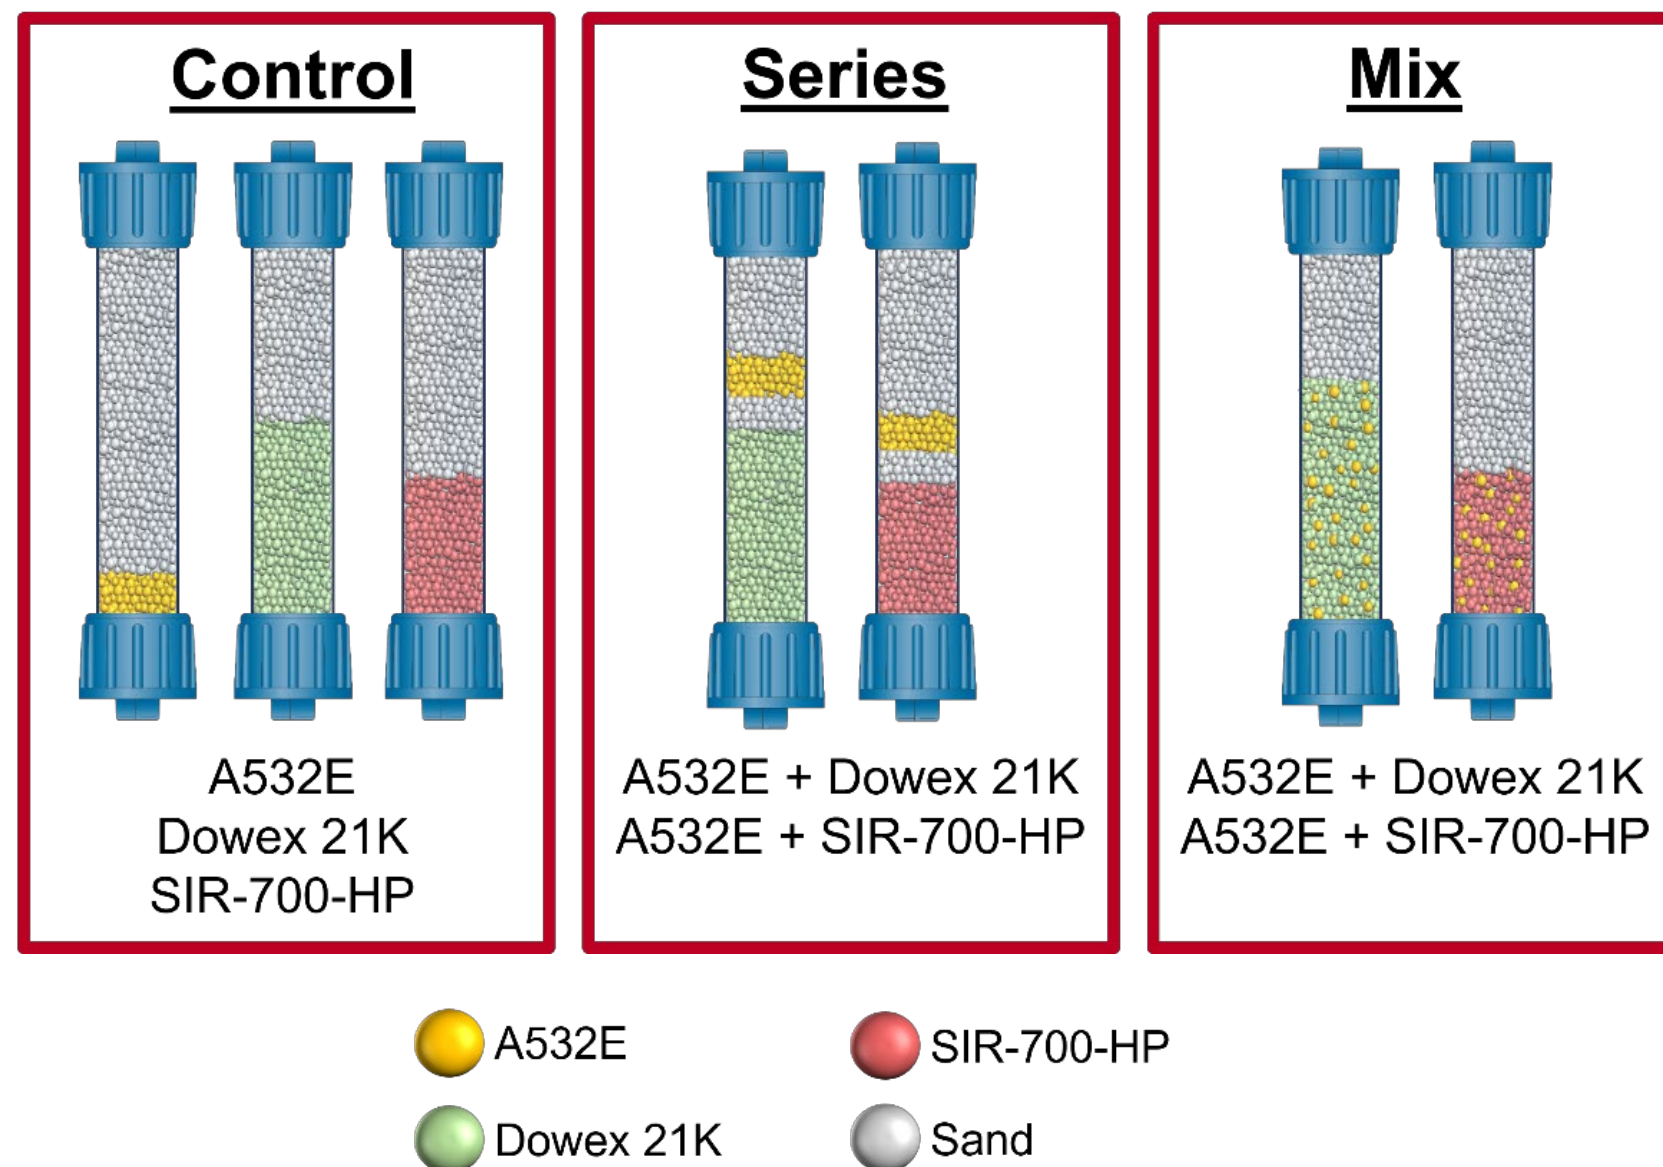 Control
A532E
Dowex 21K
SIR-700-HP
Series
A532E + Dowex 21K
A532E + SIR-700-HP
Mix
A532E + Dowex 21K
A532E + SIR-700-HP
A532E
SIR-700-HP
Dowex 21K
Sand